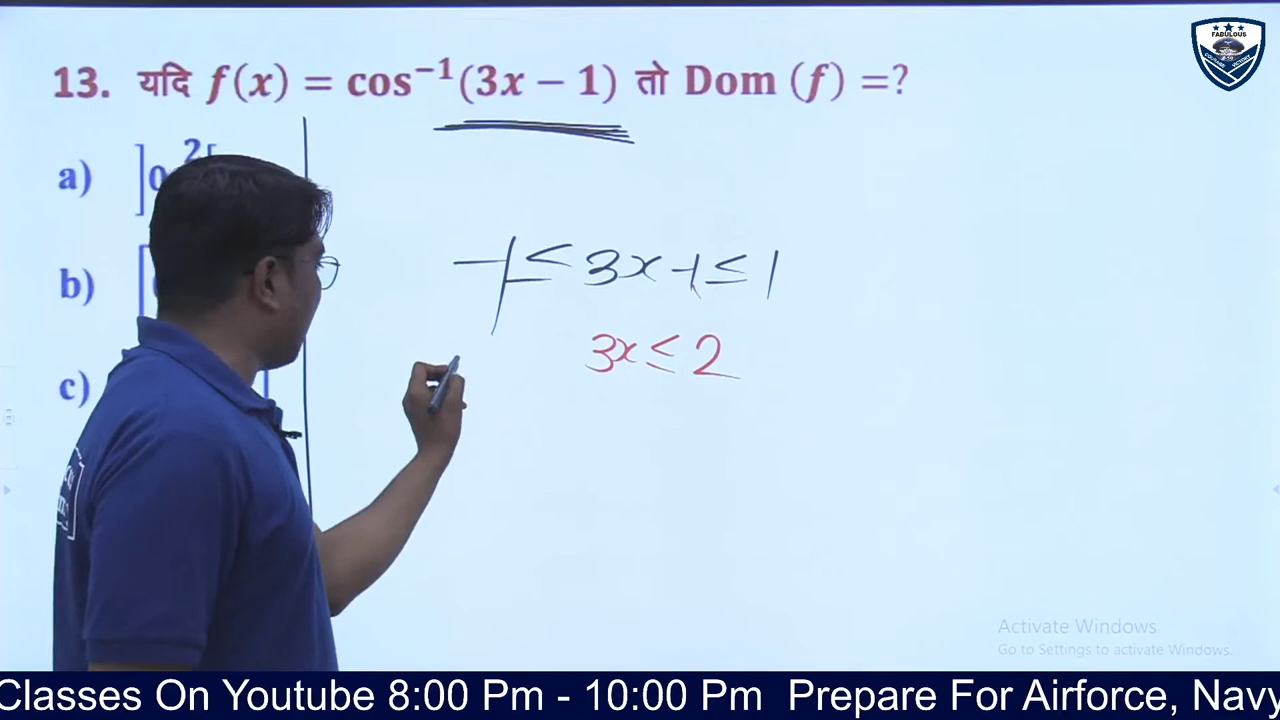 13. यदि f(x) = cos⁻¹(3x − 1) तो Dom (f) =?
a) ]0 2[
b) [
c) ]
-1 ≤ 3x -1 ≤ 1
3x ≤ 2
FABULOUS
Activate Windows
Go to Settings to activate Windows.
Classes On Youtube 8:00 Pm - 10:00 Pm Prepare For Airforce, Navy